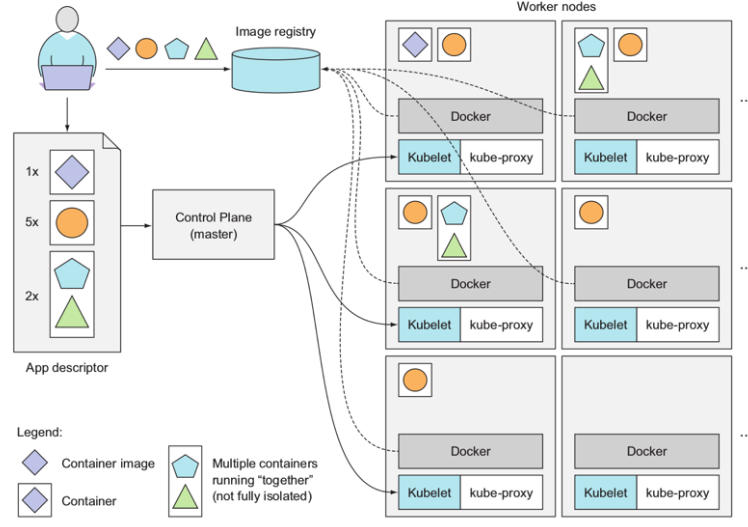 Worker nodes
Image registry
Docker
Kubelet
kube-proxy
Docker
Kubelet
kube-proxy
...
1x
5x
2x
App descriptor
Control Plane
(master)
Docker
Kubelet
kube-proxy
Docker
Kubelet
kube-proxy
...
Docker
Kubelet
kube-proxy
Docker
Kubelet
kube-proxy
...
Legend:
Container image
Container
Multiple containers
running “together”
(not fully isolated)